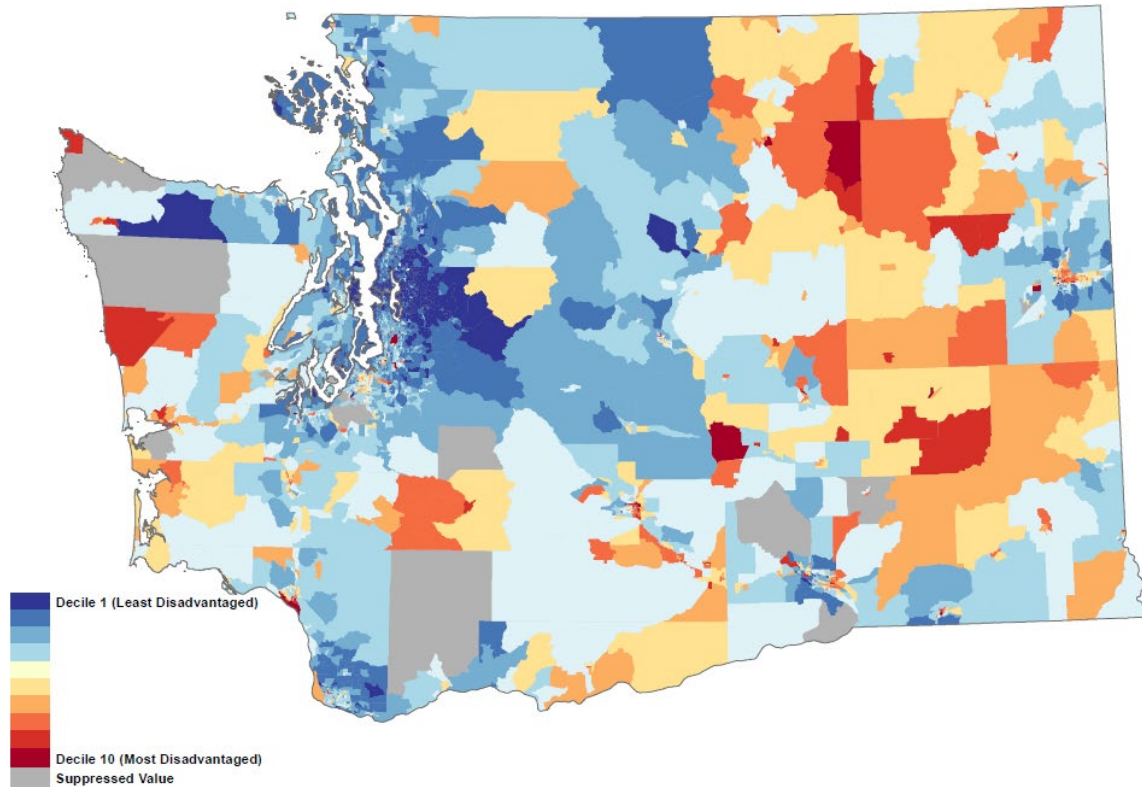 Decile 1 (Least Disadvantaged)
Decile 10 (Most Disadvantaged)
Suppressed Value